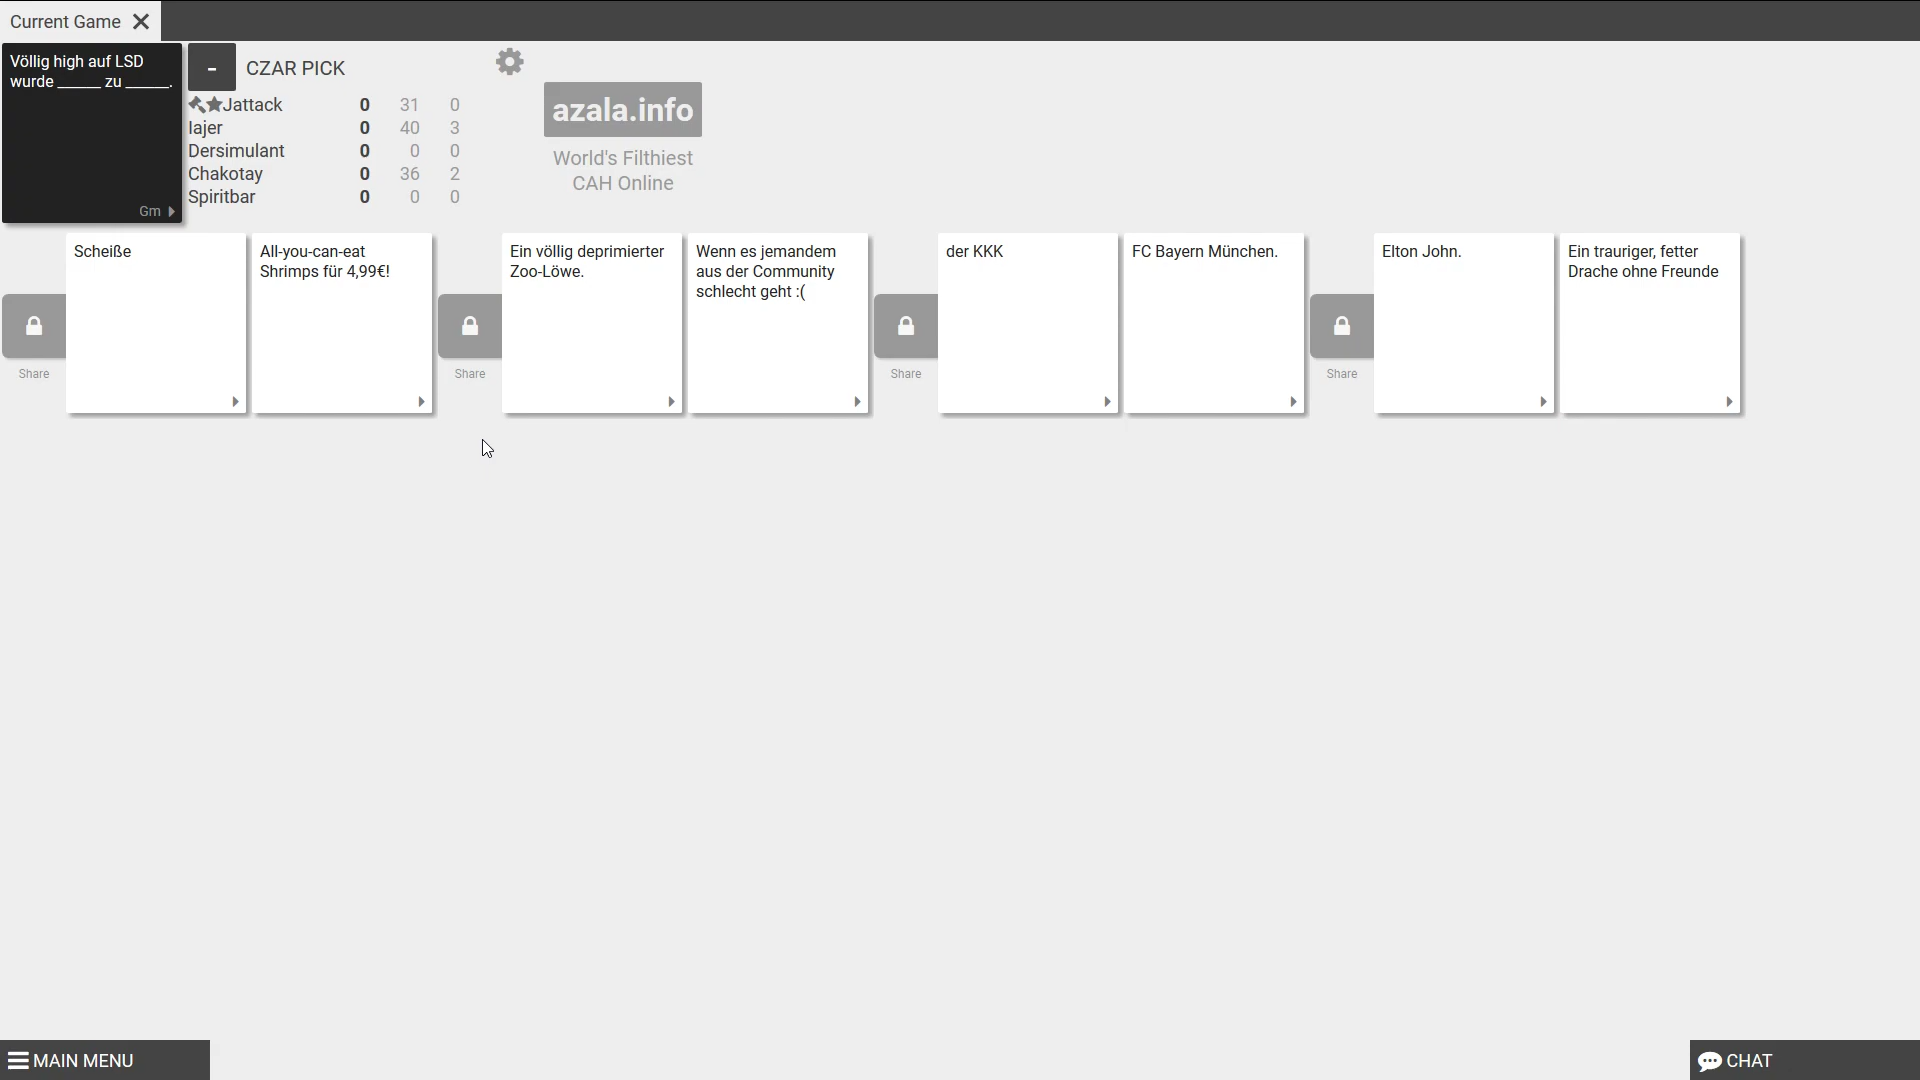 Current Game
Völlig high auf LSD
wurde _____ zu _____.
Gm
-
CZAR PICK
Jattack 0 31 0
lajer 0 40 3
Dersimulant 0 0 0
Chakotay 0 36 2
Spiritbar 0 0 0
azala.info
World's Filthiest
CAH Online
Share
Scheiße
All-you-can-eat
Shrimps für 4,99€!
Share
Ein völlig deprimierter
Zoo-Löwe.
Wenn es jemandem
aus der Community
schlecht geht :(
Share
der KKK
FC Bayern München.
Share
Elton John.
Ein trauriger, fetter
Drache ohne Freunde
MAIN MENU
CHAT